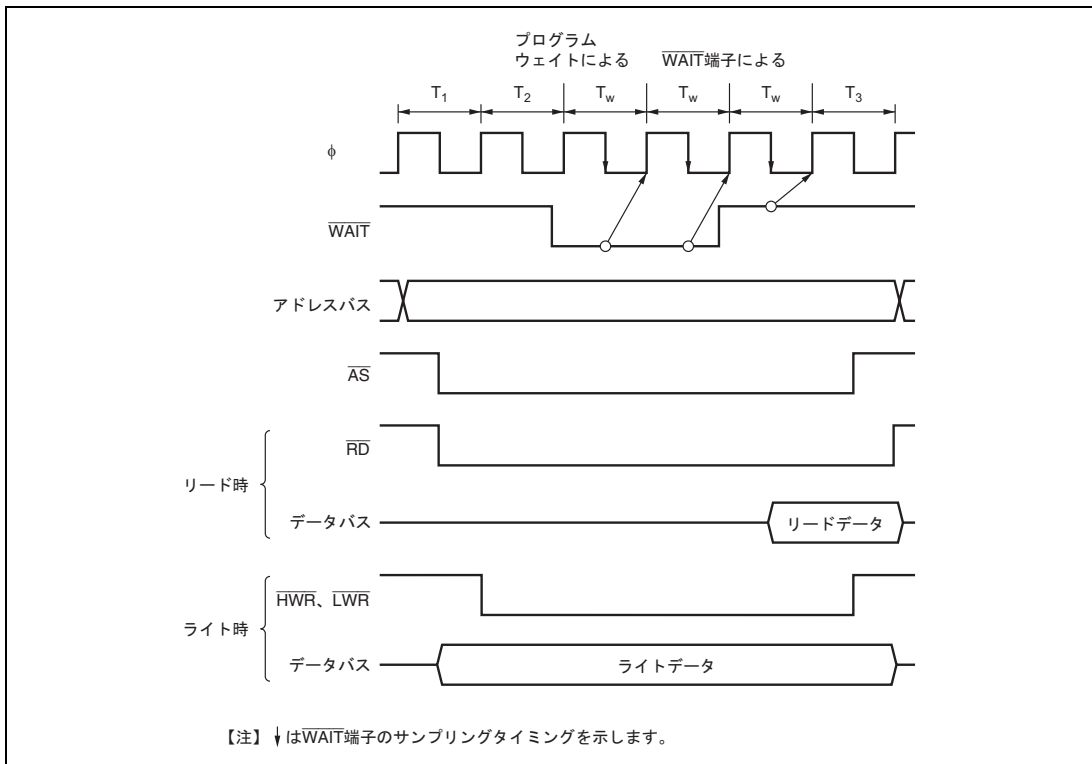 プログラム
ウェイトによる WAIT端子による
T1 T2 Tw Tw Tw T3
φ
WAIT
アドレスバス
AS
RD
リード時
データバス リードデータ
HWR、LWR
ライト時
データバス ライトデータ
【注】↓はWAIT端子のサンプリングタイミングを示します。